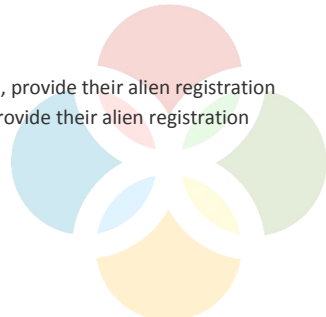 , provide their alien registration
rovide their alien registration